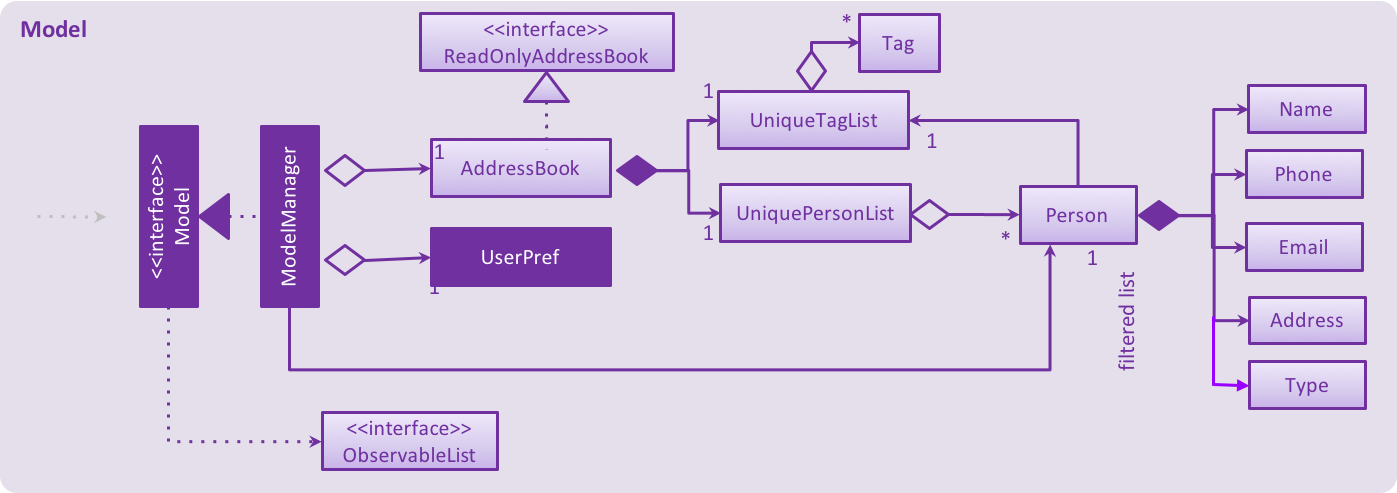 Model
<<interface>>
ReadOnlyAddressBook
*
Tag
1
UniqueTagList
1
Name
Phone
Email
Address
Type
<<interface>>
Model
ModelManager
1
AddressBook
1
UserPref
1
UniquePersonList
*
Person
1
filtered list
<<interface>>
ObservableList